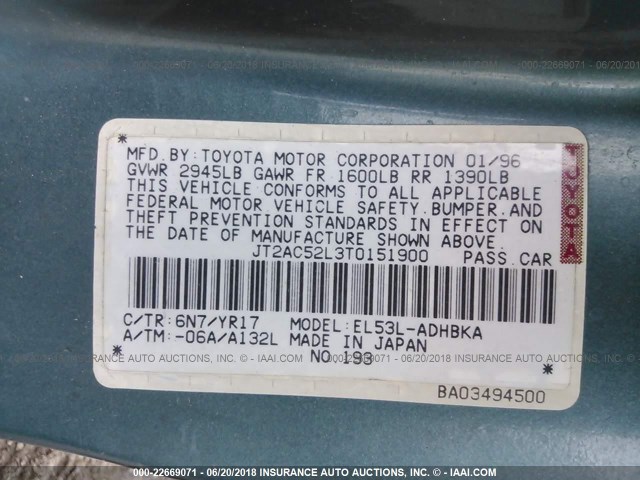 MFD.BY:TOYOTA MOTOR CORPORATION 01/96
GVWR 2945LB GAWR FR 1600LB RR 1390LB
THIS VEHICLE CONFORMS TO ALL APPLICABLE
FEDERAL MOTOR VEHICLE SAFETY,BUMPER,AND
THEFT PREVENTION STANDARDS IN EFFECT ON
THE DATE OF MANUFACTURE SHOWN ABOVE.
JT2AC52L3T0151900 PASS.CAR
TOYOTA
C/TR:6N7/YR17 MODEL:EL53L-ADHBKA
A/TM:-06A/A132L MADE IN JAPAN
NO.193
BA03494500
000-22669071 - 06/20/2018 INSURANCE AUTO AUCTIONS - © - IAAI.COM